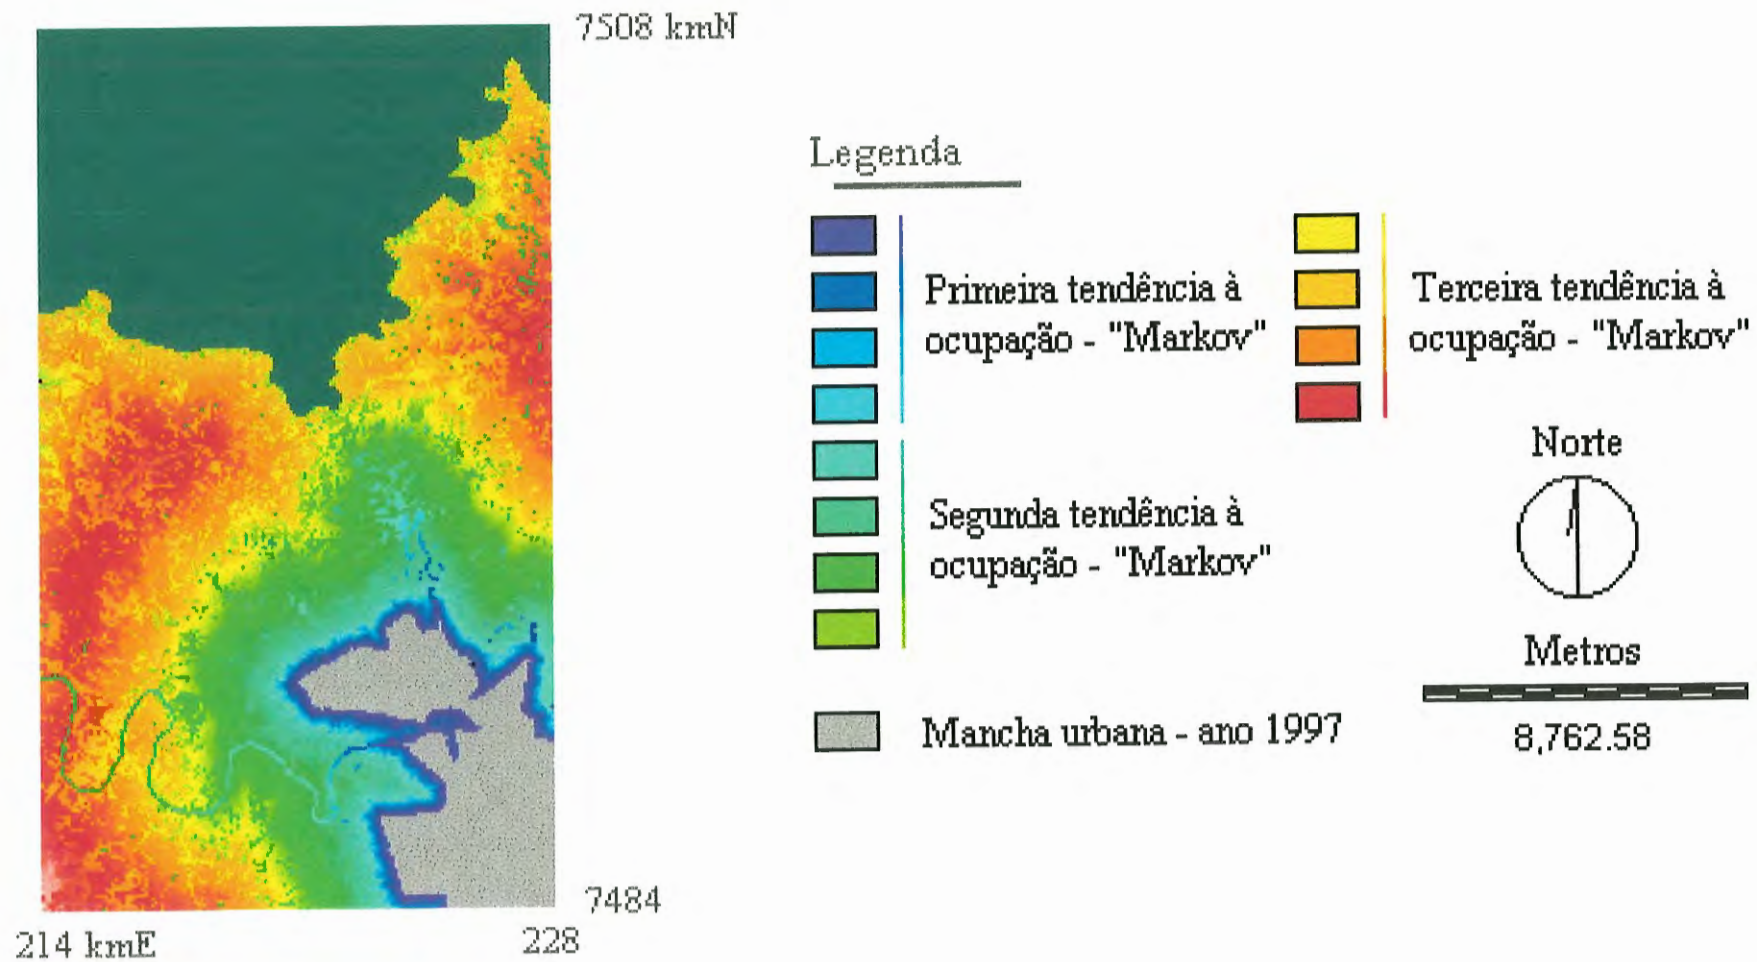 7508 kmN
Legenda
Primeira tendência à
ocupação - "Markov"
Segunda tendência à
ocupação - "Markov"
Mancha urbana - ano 1997
Terceira tendência à
ocupação - "Markov"
Norte
Metros
8,762.58
7484
214 kmE
228